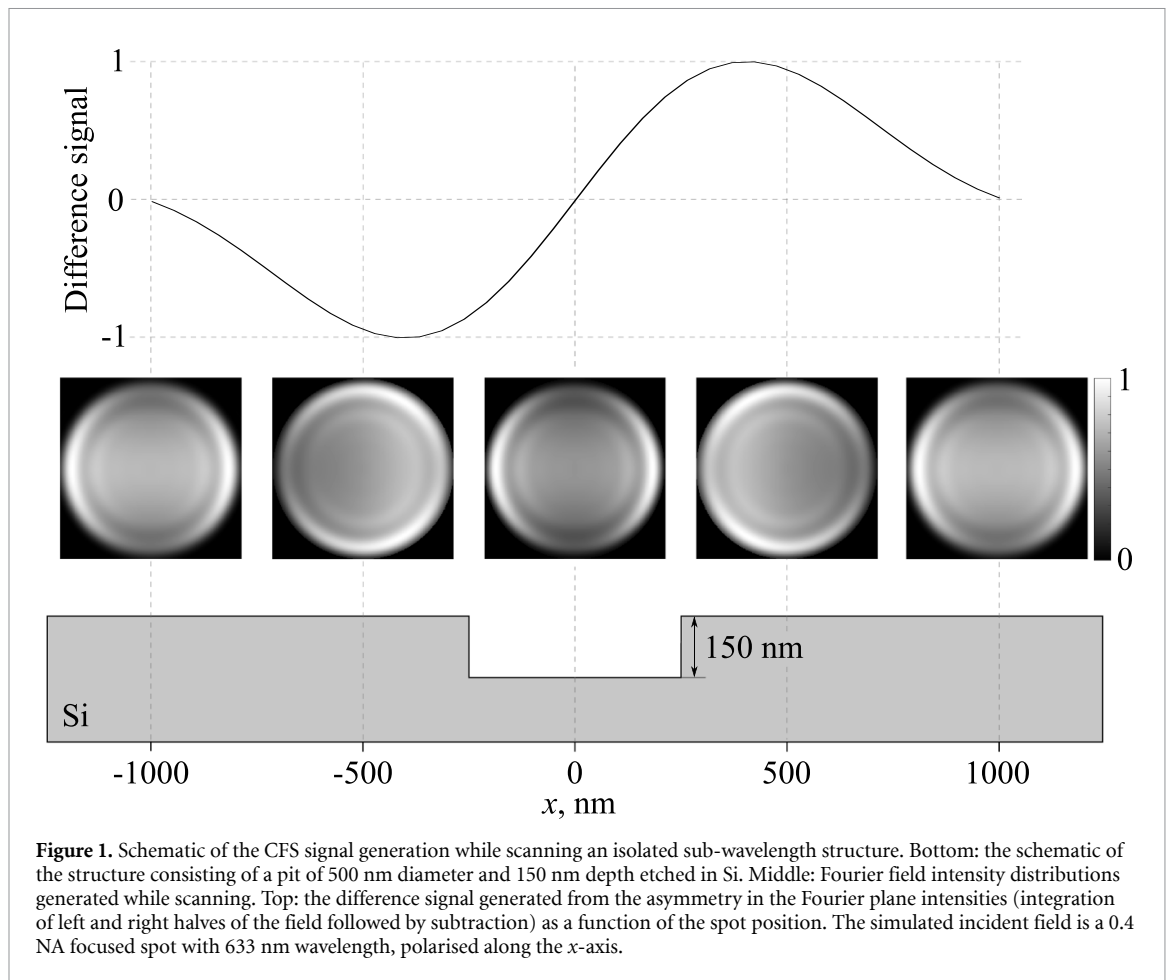 Difference signal
1
0
-1
1
0
150 nm
Si
-1000 -500 0 500 1000
x, nm
Figure 1. Schematic of the CFS signal generation while scanning an isolated sub-wavelength structure. Bottom: the schematic of
the structure consisting of a pit of 500 nm diameter and 150 nm depth etched in Si. Middle: Fourier field intensity distributions
generated while scanning. Top: the difference signal generated from the asymmetry in the Fourier plane intensities (integration
of left and right halves of the field followed by subtraction) as a function of the spot position. The simulated incident field is a 0.4
NA focused spot with 633 nm wavelength, polarised along the x-axis.